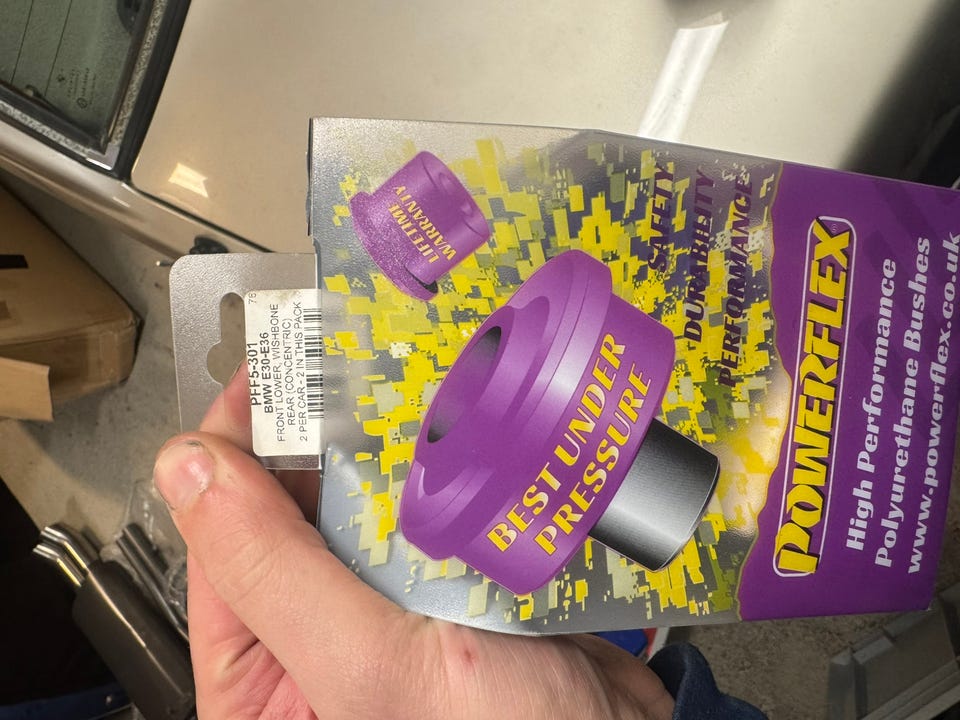 PFF5-301
BMW E30-E36
FRONT LOWER, WISHBONE
REAR (CONCENTRIC)
2 PER CAR - 2 IN THIS PACK
LIFETIME
WARRANTY
BEST UNDER
PRESSURE
SAFETY
DURABILITY
PERFORMANCE
POWERFLEX
High Performance
Polyurethane Bushes
www.powerflex.co.uk